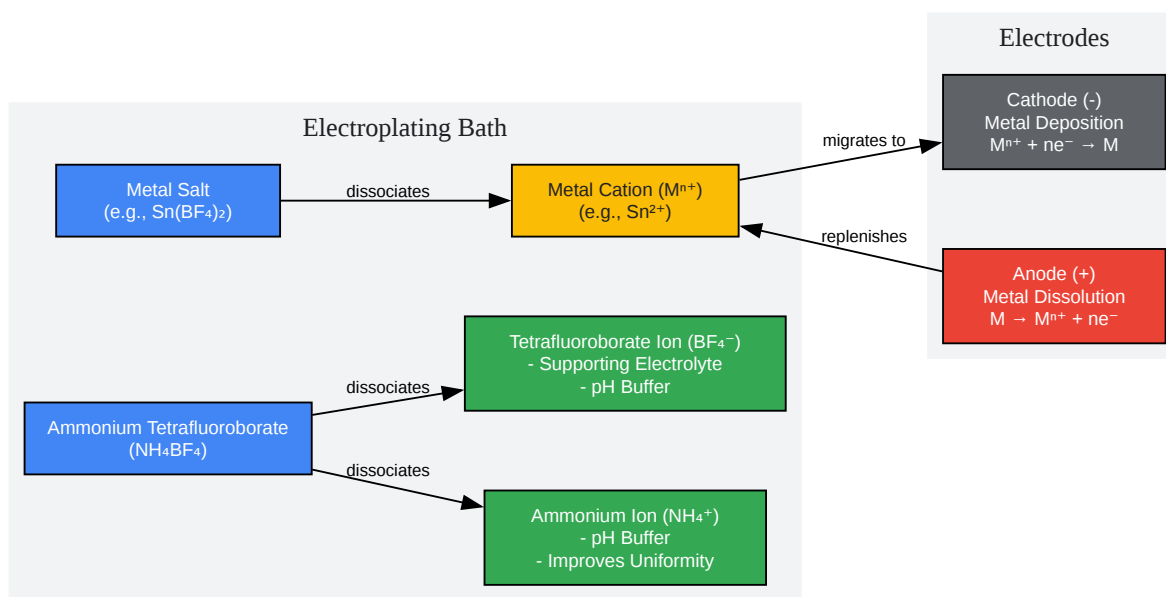 Electrodes
Cathode (-)
Metal Deposition
Mⁿ⁺ + ne⁻ → M
Electroplating Bath
migrates to
Metal Salt
(e.g., Sn(BF₄)₂)
dissociates
Metal Cation (Mⁿ⁺)
(e.g., Sn²⁺)
replenishes
Anode (+)
Metal Dissolution
M → Mⁿ⁺ + ne⁻
Tetrafluoroborate Ion (BF₄⁻)
- Supporting Electrolyte
- pH Buffer
dissociates
Ammonium Tetrafluoroborate
(NH₄BF₄)
dissociates
Ammonium Ion (NH₄⁺)
- pH Buffer
- Improves Uniformity